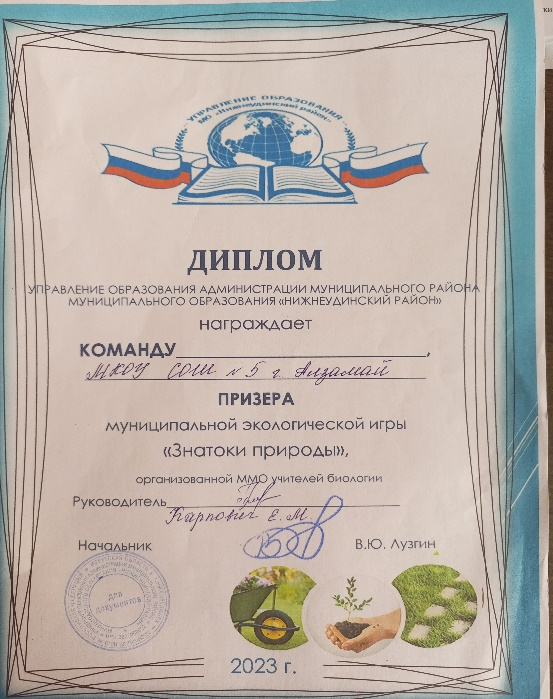 УПРАВЛЕНИЕ ОБРАЗОВАНИЯ
МО «Нижнеудинский район»
ДИПЛОМ
УПРАВЛЕНИЕ ОБРАЗОВАНИЯ АДМИНИСТРАЦИИ МУНИЦИПАЛЬНОГО РАЙОНА
МУНИЦИПАЛЬНОГО ОБРАЗОВАНИЯ «НИЖНЕУДИНСКИЙ РАЙОН»
награждает
КОМАНДУ,
МКОУ СОШ № 5 г. Алзамай
ПРИЗЕРА
муниципальной экологической игры
«Знатоки природы»,
организованной ММО учителей биологии
Руководитель
Карпович Е. М.
Начальник В.Ю. Лузгин
для
документов
2023 г.